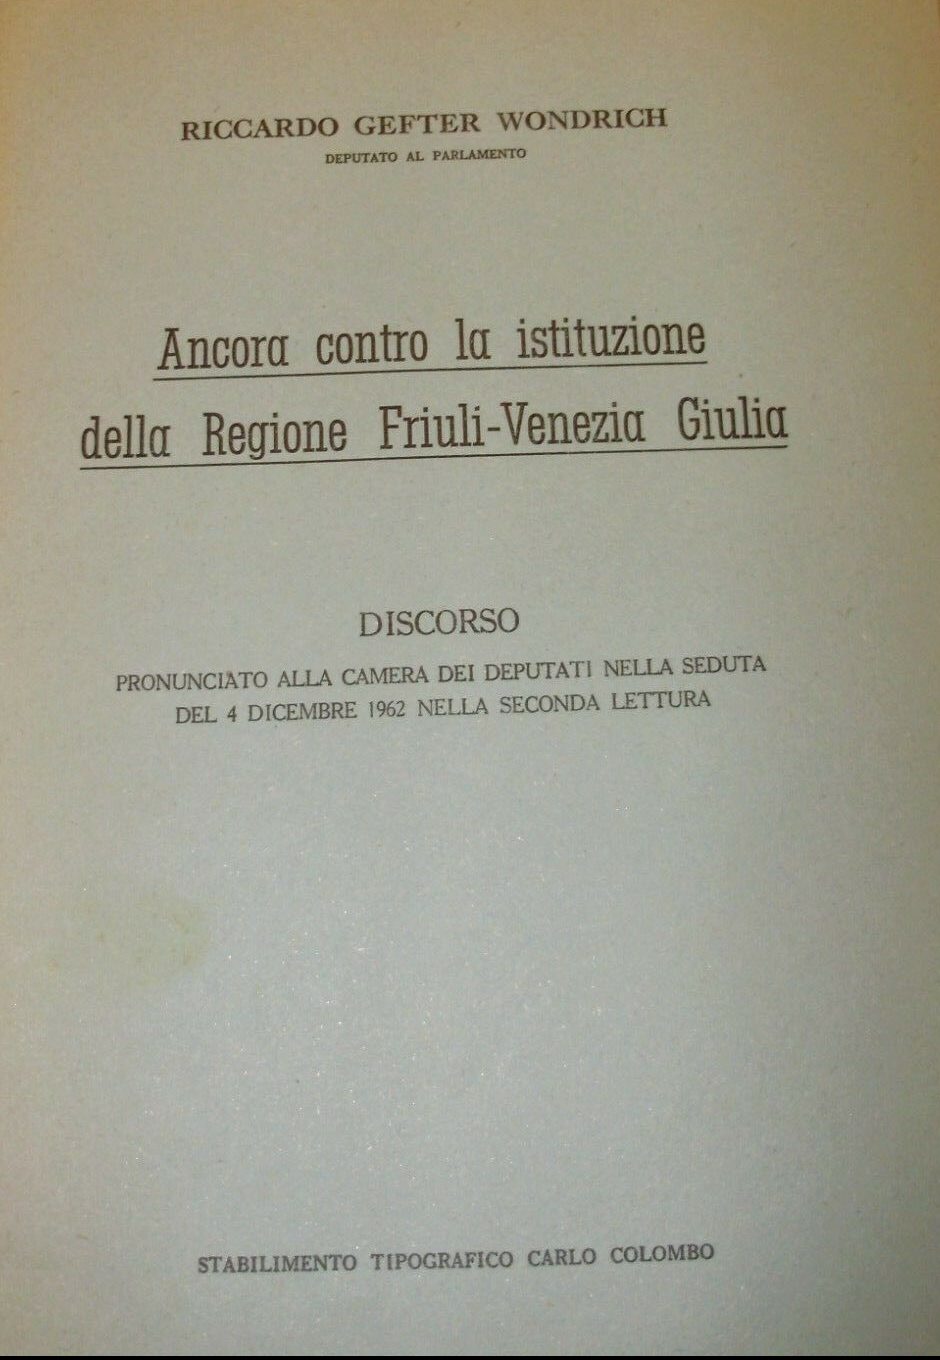 RICCARDO GEFTER WONDRICH
DEPUTATO AL PARLAMENTO
Ancora contro la istituzione
della Regione Friuli-Venezia Giulia
DISCORSO
PRONUNCIATO ALLA CAMERA DEI DEPUTATI NELLA SEDUTA
DEL 4 DICEMBRE 1962 NELLA SECONDA LETTURA
STABILIMENTO TIPOGRAFICO CARLO COLOMBO